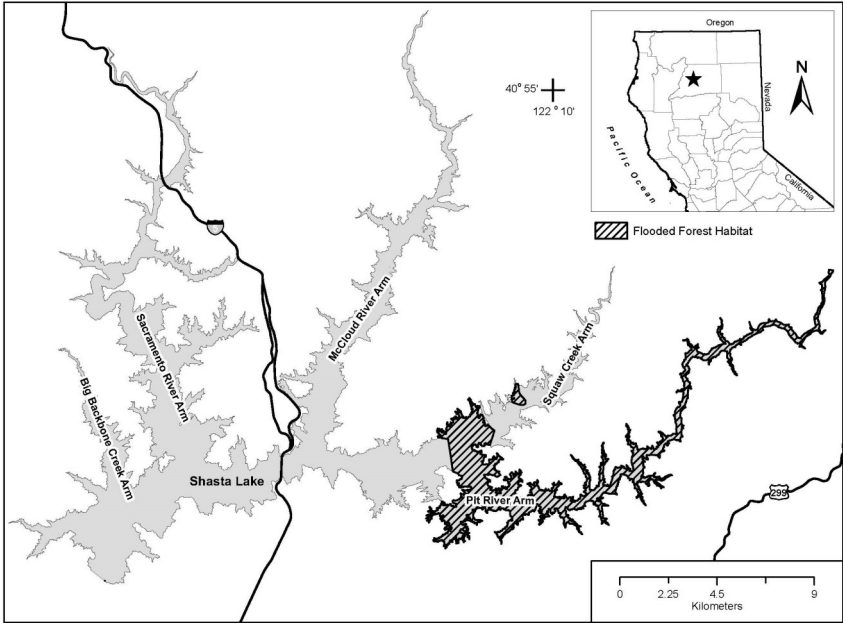 Oregon
N
40° 55'
122° 10'
Nevada
Pacific Ocean
California
Flooded Forest Habitat
McCloud River Arm
Squaw Creek Arm
Sacramento River Arm
Big Backbone Creek Arm
Shasta Lake
Pit River Arm
299
0 2.25 4.5 9
Kilometers